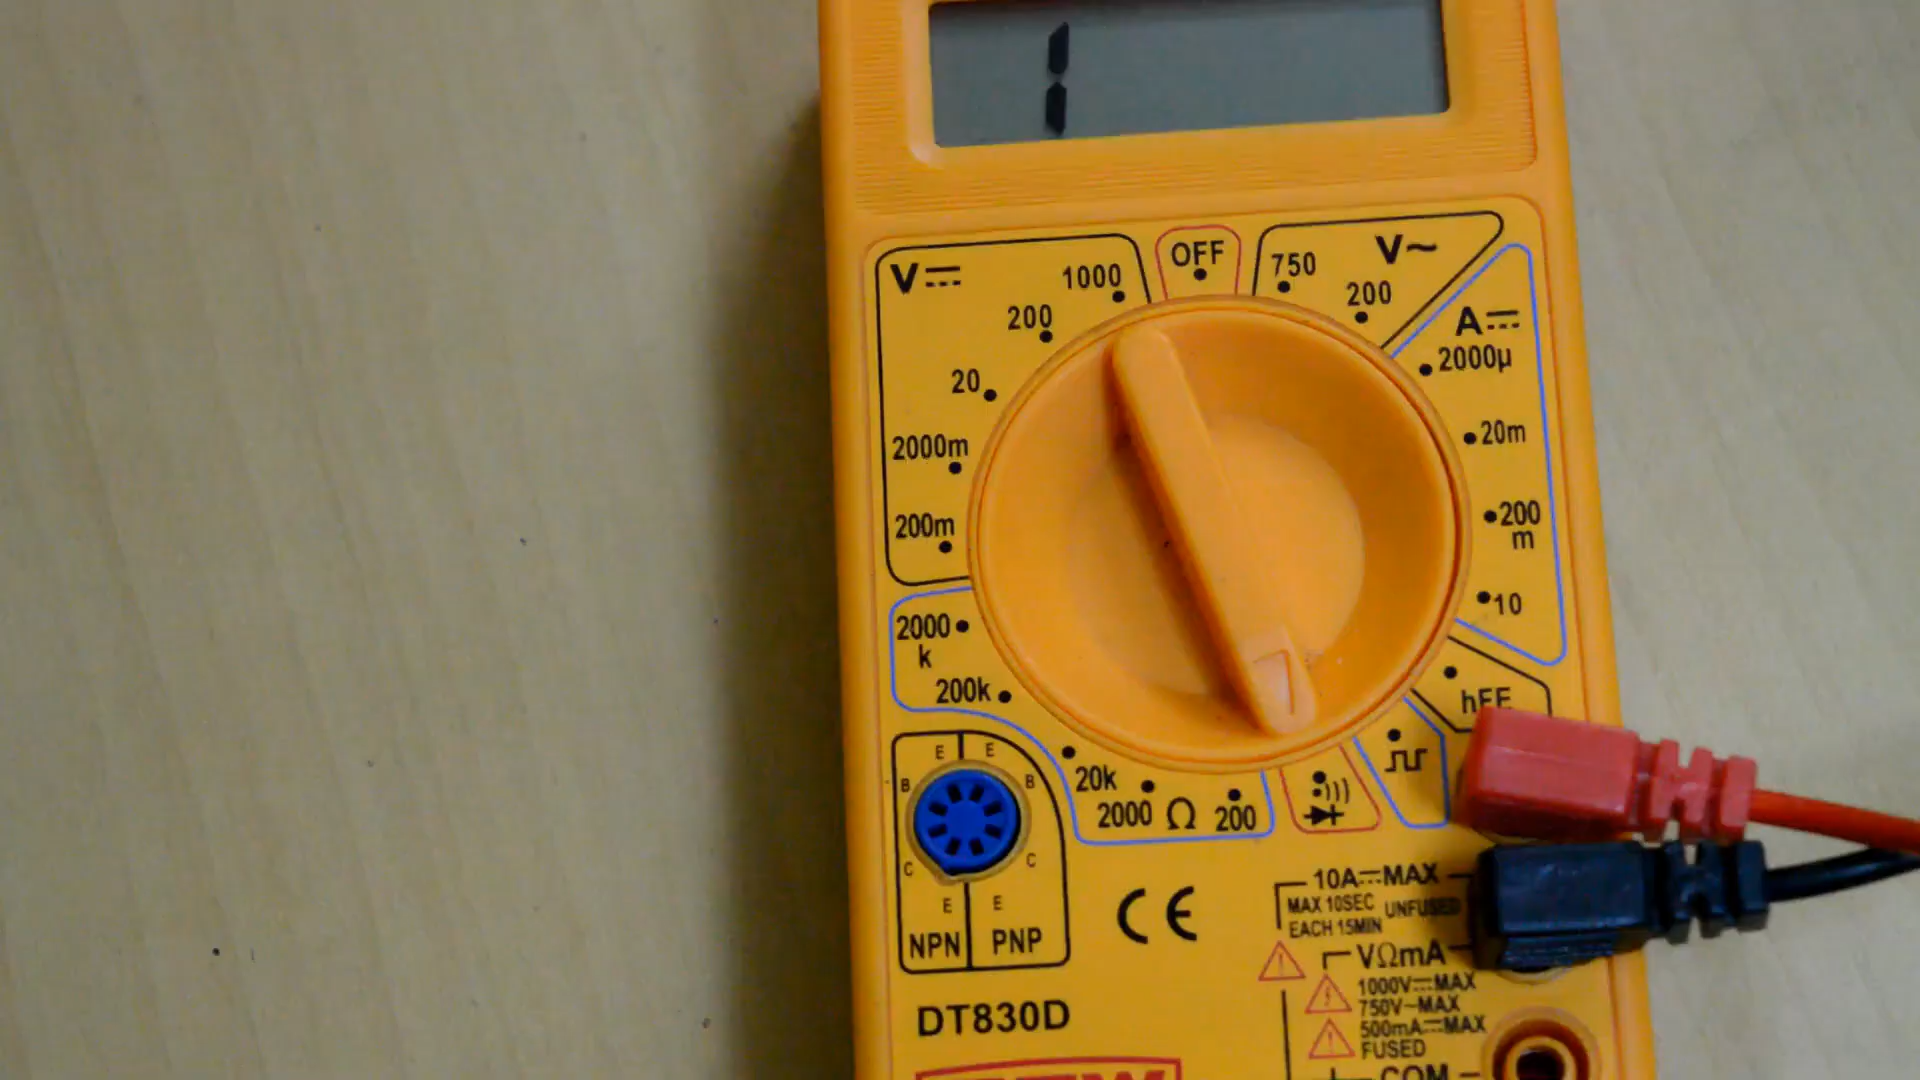 1
OFF
V⎓
1000
750
V~
200
200
A⎓
2000µ
20
20m
2000m
200
m
200m
10
2000
k
hFE
200k
20k
2000 Ω 200
E E
B B
C C
E E
NPN PNP
CE
10A⎓MAX
MAX 10SEC
EACH 15MIN
UNFUSED
VΩmA
1000V⎓MAX
750V~MAX
500mA⎓MAX
FUSED
COM
DT830D